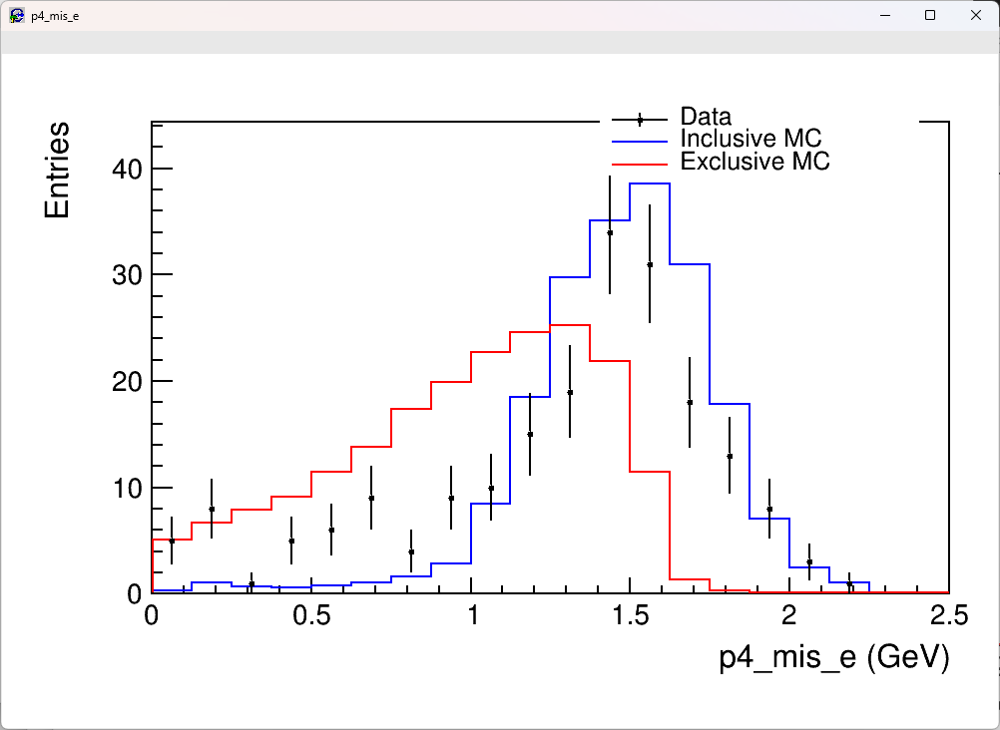 p4_mis_e
Entries
Data
Inclusive MC
Exclusive MC
40
30
20
10
0
0 0.5 1 1.5 2 2.5
p4_mis_e (GeV)